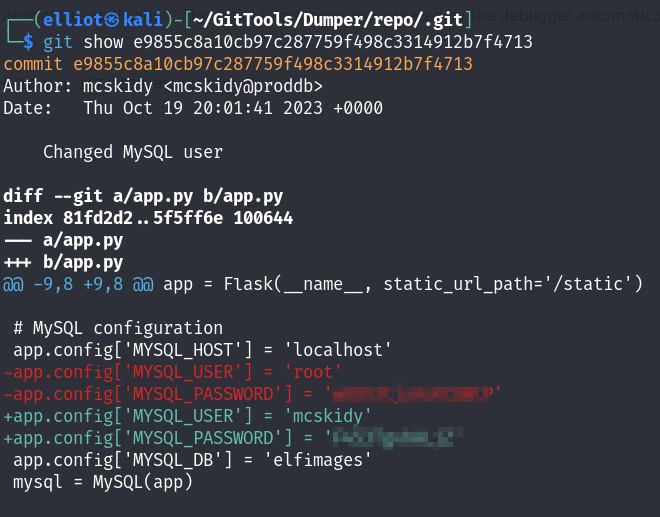 (elliot㉿kali)-[~/GitTools/Dumper/repo/.git]
$ git show e9855c8a10cb97c287759f498c3314912b7f4713
commit e9855c8a10cb97c287759f498c3314912b7f4713
Author: mcskidy <mcskidy@proddb>
Date:   Thu Oct 19 20:01:41 2023 +0000
    Changed MySQL user
diff --git a/app.py b/app.py
index 81fd2d2..5f5ff6e 100644
--- a/app.py
+++ b/app.py
@@ -9,8 +9,8 @@ app = Flask(__name__, static_url_path='/static')
 # MySQL configuration
 app.config['MYSQL_HOST'] = 'localhost'
-app.config['MYSQL_USER'] = 'root'
-app.config['MYSQL_PASSWORD'] = ' '
+app.config['MYSQL_USER'] = 'mcskidy'
+app.config['MYSQL_PASSWORD'] = ' '
 app.config['MYSQL_DB'] = 'elfimages'
 mysql = MySQL(app)